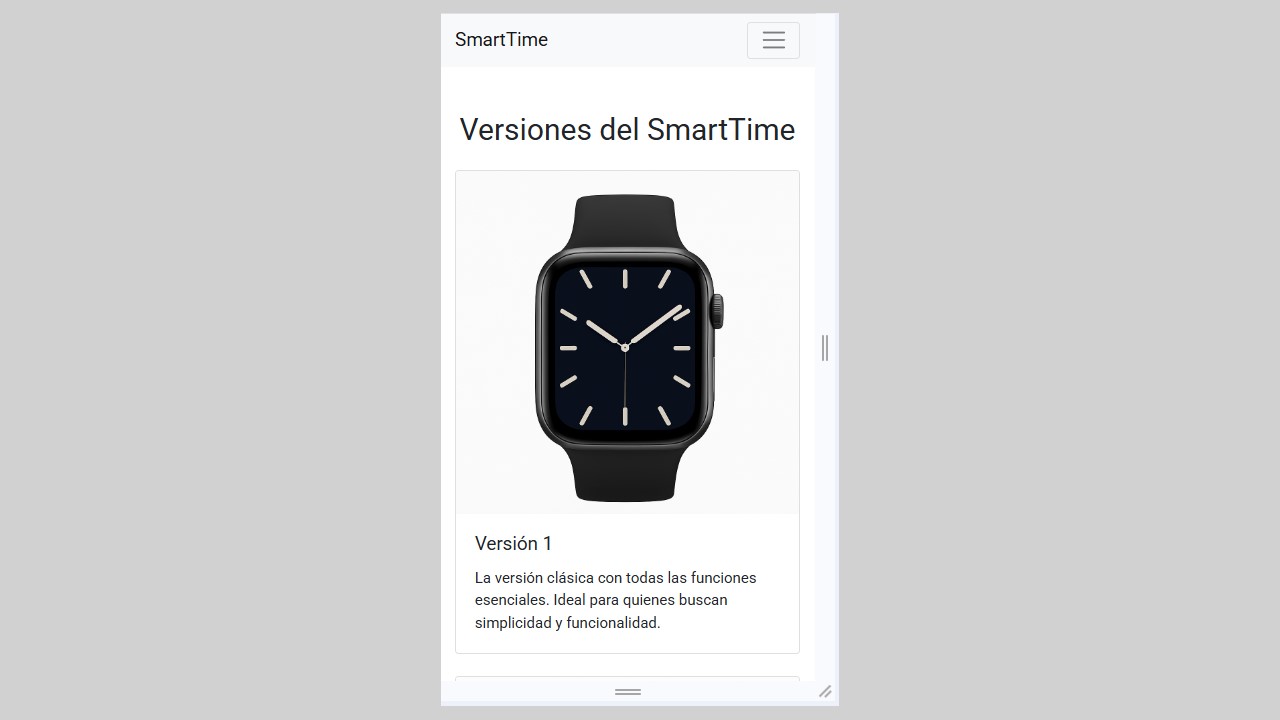 SmartTime
Versiones del SmartTime
Versión 1
La versión clásica con todas las funciones
esenciales. Ideal para quienes buscan
simplicidad y funcionalidad.